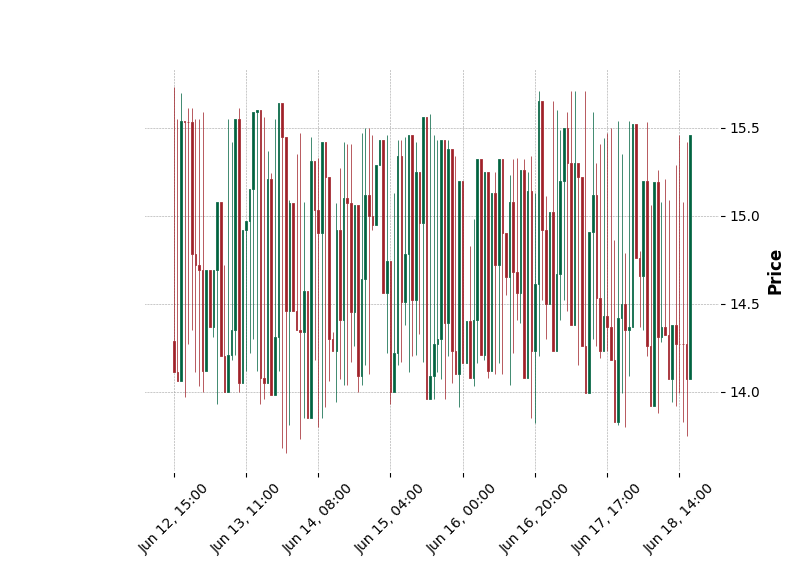 15.5
15.0
14.5
14.0
Price
Jun 12, 15:00
Jun 13, 11:00
Jun 14, 08:00
Jun 15, 04:00
Jun 16, 00:00
Jun 16, 20:00
Jun 17, 17:00
Jun 18, 14:00